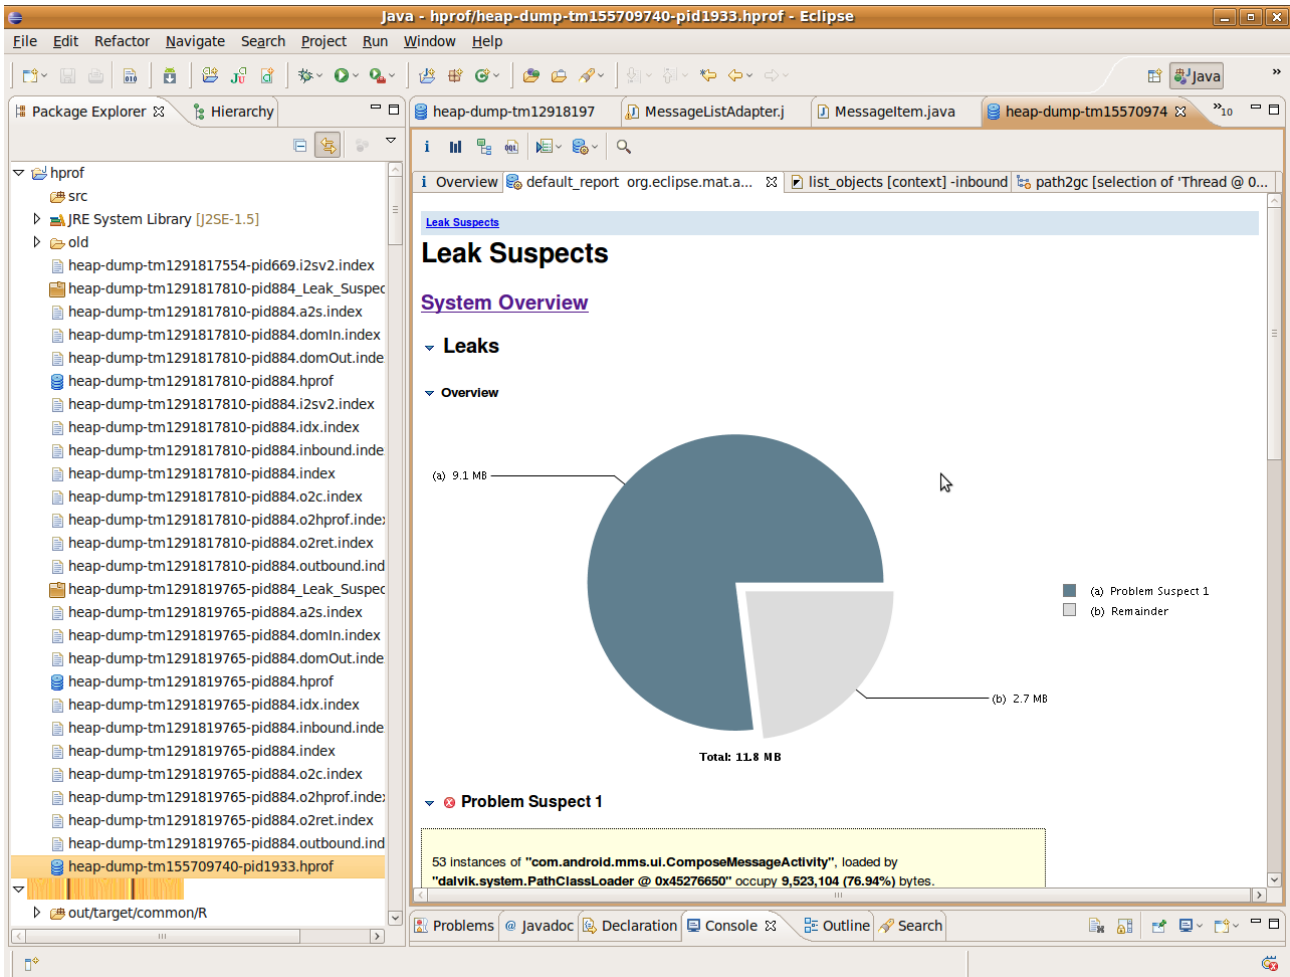 Java - hprof/heap-dump-tm155709740-pid1933.hprof - Eclipse
File Edit Refactor Navigate Search Project Run Window Help
Java »
Package Explorer Hierarchy
hprof
src
JRE System Library [J2SE-1.5]
old
heap-dump-tm1291817554-pid669.i2sv2.index
heap-dump-tm1291817810-pid884_Leak_Suspec
heap-dump-tm1291817810-pid884.a2s.index
heap-dump-tm1291817810-pid884.domIn.index
heap-dump-tm1291817810-pid884.domOut.inde
heap-dump-tm1291817810-pid884.hprof
heap-dump-tm1291817810-pid884.i2sv2.index
heap-dump-tm1291817810-pid884.idx.index
heap-dump-tm1291817810-pid884.inbound.inde
heap-dump-tm1291817810-pid884.index
heap-dump-tm1291817810-pid884.o2c.index
heap-dump-tm1291817810-pid884.o2hprof.index
heap-dump-tm1291817810-pid884.o2ret.index
heap-dump-tm1291817810-pid884.outbound.ind
heap-dump-tm1291819765-pid884_Leak_Suspec
heap-dump-tm1291819765-pid884.a2s.index
heap-dump-tm1291819765-pid884.domIn.index
heap-dump-tm1291819765-pid884.domOut.inde
heap-dump-tm1291819765-pid884.hprof
heap-dump-tm1291819765-pid884.idx.index
heap-dump-tm1291819765-pid884.inbound.inde
heap-dump-tm1291819765-pid884.index
heap-dump-tm1291819765-pid884.o2c.index
heap-dump-tm1291819765-pid884.o2hprof.index
heap-dump-tm1291819765-pid884.o2ret.index
heap-dump-tm1291819765-pid884.outbound.ind
heap-dump-tm155709740-pid1933.hprof
out/target/common/R
heap-dump-tm12918197 MessageListAdapter.j MessageItem.java heap-dump-tm15570974 »10
i OQL
i Overview default_report org.eclipse.mat.a... list_objects [context] -inbound path2gc [selection of 'Thread @ 0...
Leak Suspects
Leak Suspects
System Overview
Leaks
Overview
(a) 9.1 MB
(a) Problem Suspect 1
(b) Remainder
(b) 2.7 MB
Total: 11.8 MB
Problem Suspect 1
53 instances of "com.android.mms.ui.ComposeMessageActivity", loaded by
"dalvik.system.PathClassLoader @ 0x45276650" occupy 9,523,104 (76.94%) bytes.
Problems @ Javadoc Declaration Console Outline Search